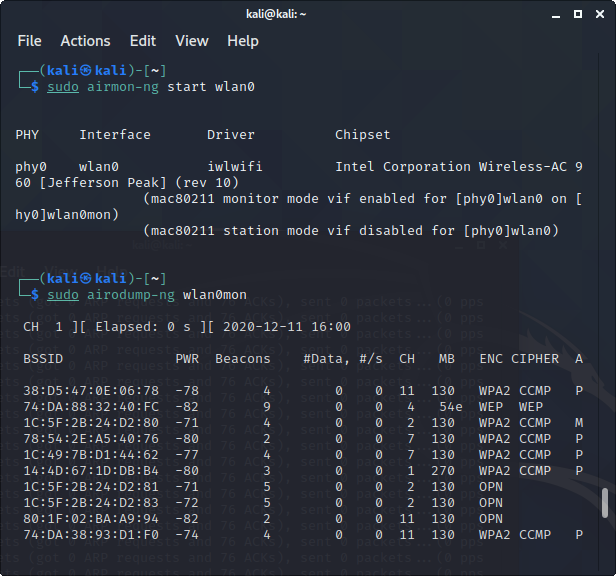 kali@kali: ~
File Actions Edit View Help
┌──(kali㉿kali)-[~]
└─$ sudo airmon-ng start wlan0
PHY Interface Driver Chipset
phy0 wlan0 iwlwifi Intel Corporation Wireless-AC 9
60 [Jefferson Peak] (rev 10)
(mac80211 monitor mode vif enabled for [phy0]wlan0 on [
hy0]wlan0mon)
(mac80211 station mode vif disabled for [phy0]wlan0)
┌──(kali㉿kali)-[~]
└─$ sudo airodump-ng wlan0mon
CH 1 ][ Elapsed: 0 s ][ 2020-12-11 16:00
BSSID PWR Beacons #Data, #/s CH MB ENC CIPHER A
38:D5:47:0E:06:78 -78 4 0 0 11 130 WPA2 CCMP P
74:DA:88:32:40:FC -82 9 0 0 4 54e WEP WEP
1C:5F:2B:24:D2:80 -71 4 0 0 2 130 WPA2 CCMP M
78:54:2E:A5:40:76 -80 2 0 0 7 130 WPA2 CCMP P
1C:49:7B:D1:44:62 -77 4 0 0 7 130 WPA2 CCMP P
14:4D:67:1D:DB:B4 -80 3 0 0 1 270 WPA2 CCMP P
1C:5F:2B:24:D2:81 -71 5 0 0 2 130 OPN
1C:5F:2B:24:D2:83 -72 5 0 0 2 130 OPN
80:1F:02:BA:A9:94 -82 2 0 0 11 130 OPN
74:DA:38:93:D1:F0 -74 4 0 0 11 130 WPA2 CCMP P